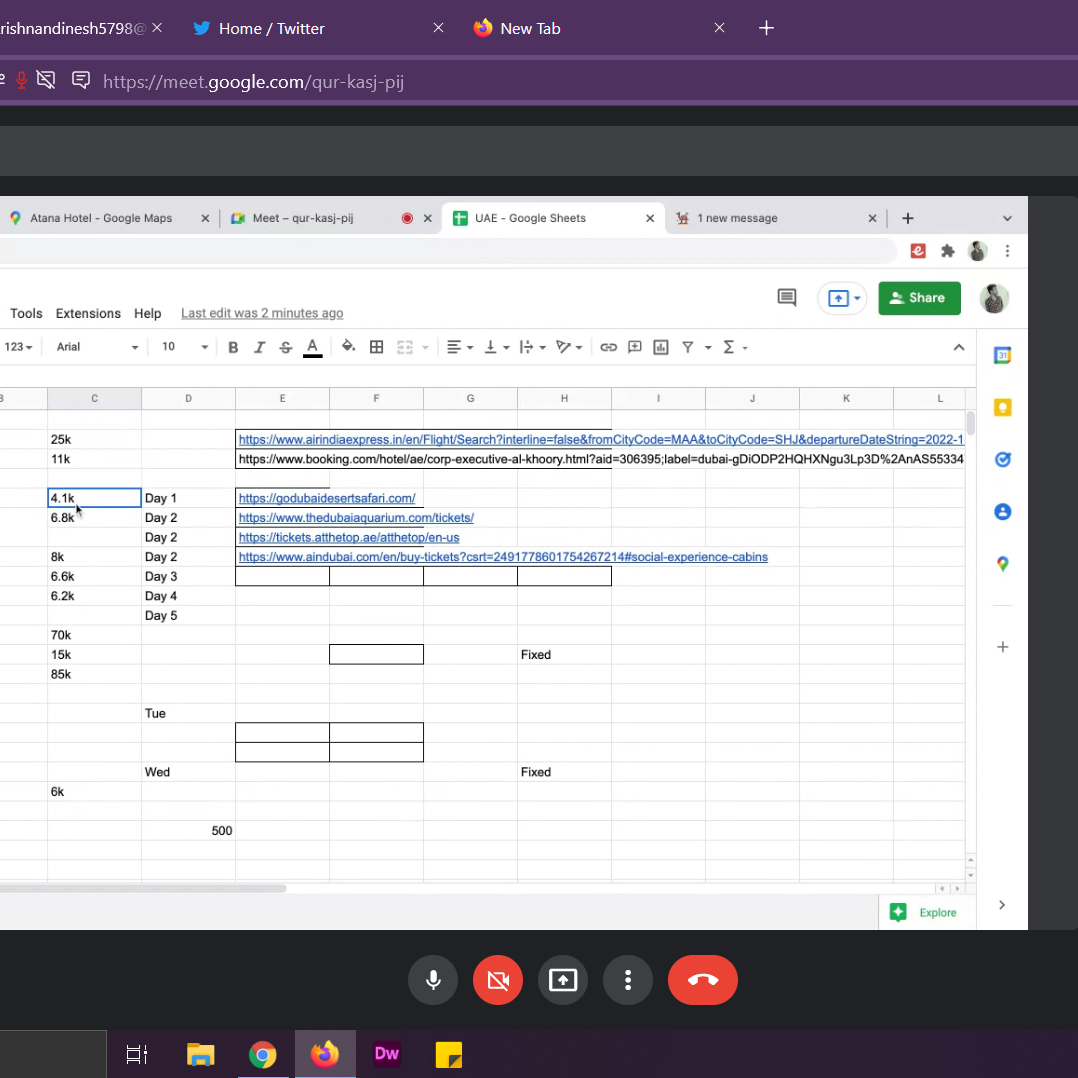 rishnandinesh5798@
Home / Twitter
New Tab
https://meet.google.com/qur-kasj-pij
Atana Hotel - Google Maps
Meet – qur-kasj-pij
UAE - Google Sheets
1 new message
Tools Extensions Help Last edit was 2 minutes ago
Share
123 Arial 10 B I S A
31
C D E F G H I J K L
25k https://www.airindiaexpress.in/en/Flight/Search?interline=false&fromCityCode=MAA&toCityCode=SHJ&departureDateString=2022-1
11k https://www.booking.com/hotel/ae/corp-executive-al-khoory.html?aid=306395;label=dubai-gDiODP2HQHXNgu3Lp3D%2AnAS55334
4.1k Day 1 https://godubaidesertsafari.com/
6.8k Day 2 https://www.thedubaiaquarium.com/tickets/
Day 2 https://tickets.atthetop.ae/atthetop/en-us
8k Day 2 https://www.aindubai.com/en/buy-tickets?csrt=2491778601754267214#social-experience-cabins
6.6k Day 3
6.2k Day 4
Day 5
70k
15k Fixed
85k
Tue
Wed Fixed
6k
500
Explore
Dw